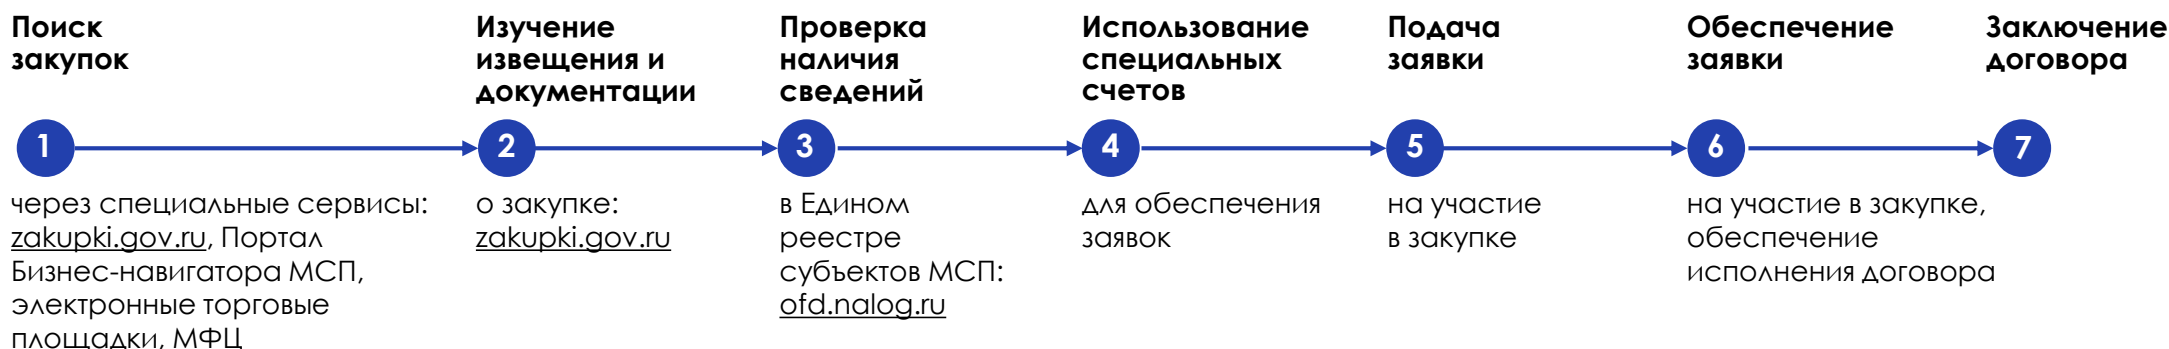 Поиск
закупок
Изучение
извещения и
документации
Проверка
наличия
сведений
Использование
специальных
счетов
Подача
заявки
Обеспечение
заявки
Заключение
договора
1
2
3
4
5
6
7
через специальные сервисы:
zakupki.gov.ru, Портал
Бизнес-навигатора МСП,
электронные торговые
площадки, МФЦ
о закупке:
zakupki.gov.ru
в Едином
реестре
субъектов МСП:
ofd.nalog.ru
для обеспечения
заявок
на участие
в закупке
на участие в закупке,
обеспечение
исполнения договора